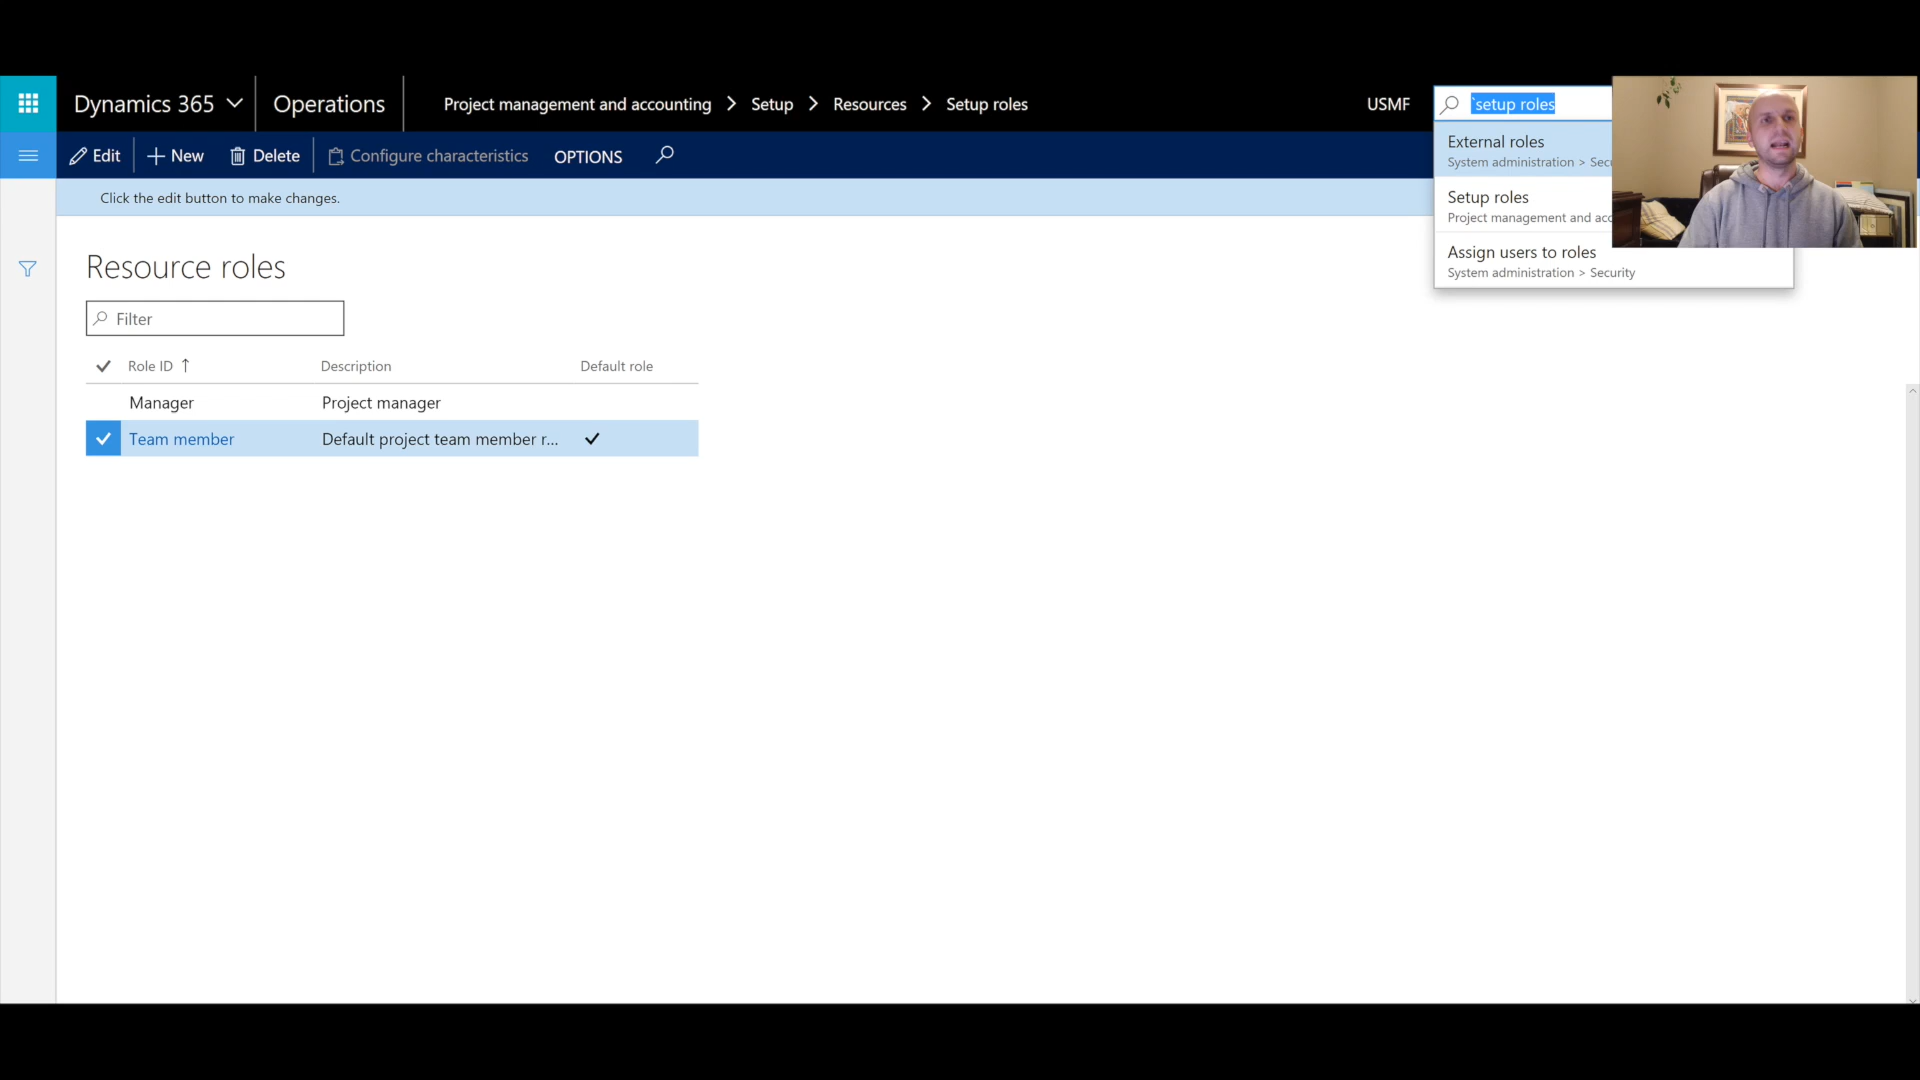 Dynamics 365
Operations
Project management and accounting > Setup > Resources > Setup roles
USMF
`setup roles
Edit
New
Delete
Configure characteristics
OPTIONS
External roles
System administration > Sec
Click the edit button to make changes.
Setup roles
Project management and acc
Assign users to roles
System administration > Security
Resource roles
Filter
Role ID Description Default role
Manager Project manager
Team member Default project team member r...